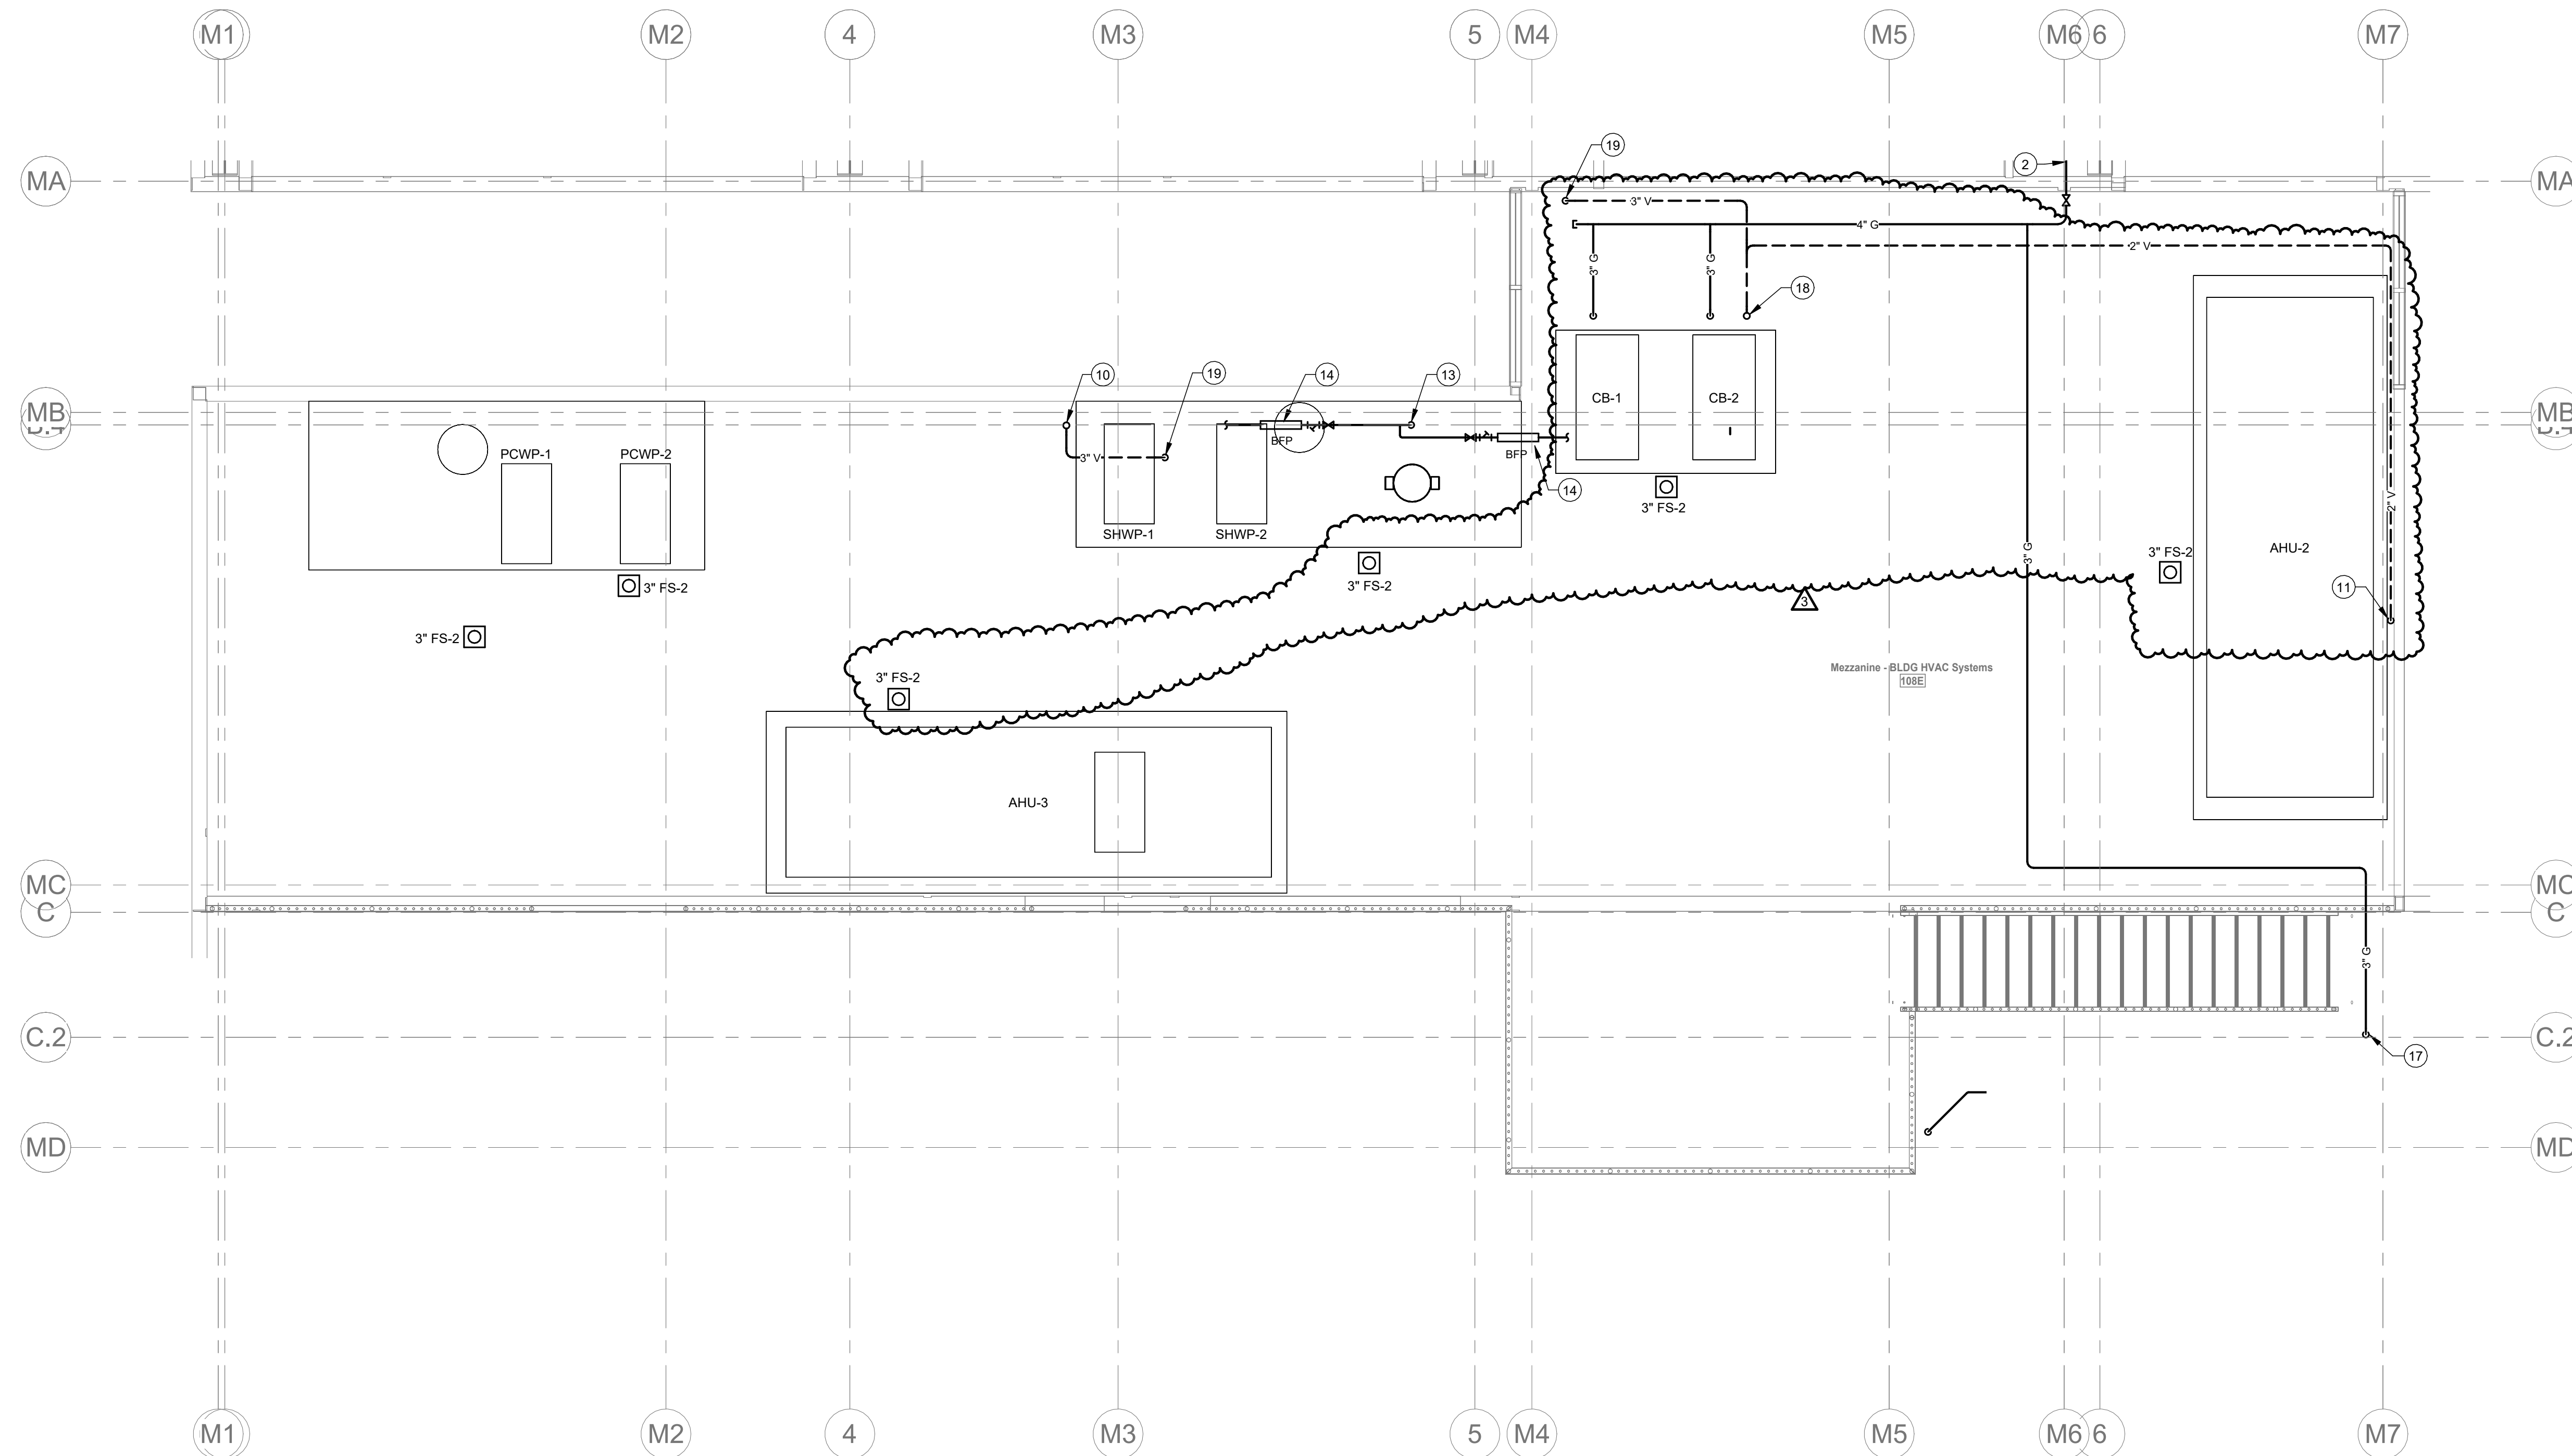 M1
M2
4
M3
5
M4
M5
M6
6
M7
19
2
MA
MA
3" V
4" G
2" V
3" G
3" G
18
10
19
14
13
MB
MB
CB-1
CB-2
BFP
BFP
3" V
PCWP-1
PCWP-2
14
2" V
SHWP-1
SHWP-2
3" FS-2
3" G
3" FS-2
AHU-2
3" FS-2
3" FS-2
11
3
3" FS-2
Mezzanine - BLDG HVAC Systems
108E
3" FS-2
AHU-3
MC
MC
C
C
3" G
C.2
C.2
17
MD
MD
M1
M2
4
M3
5
M4
M5
M6
6
M7